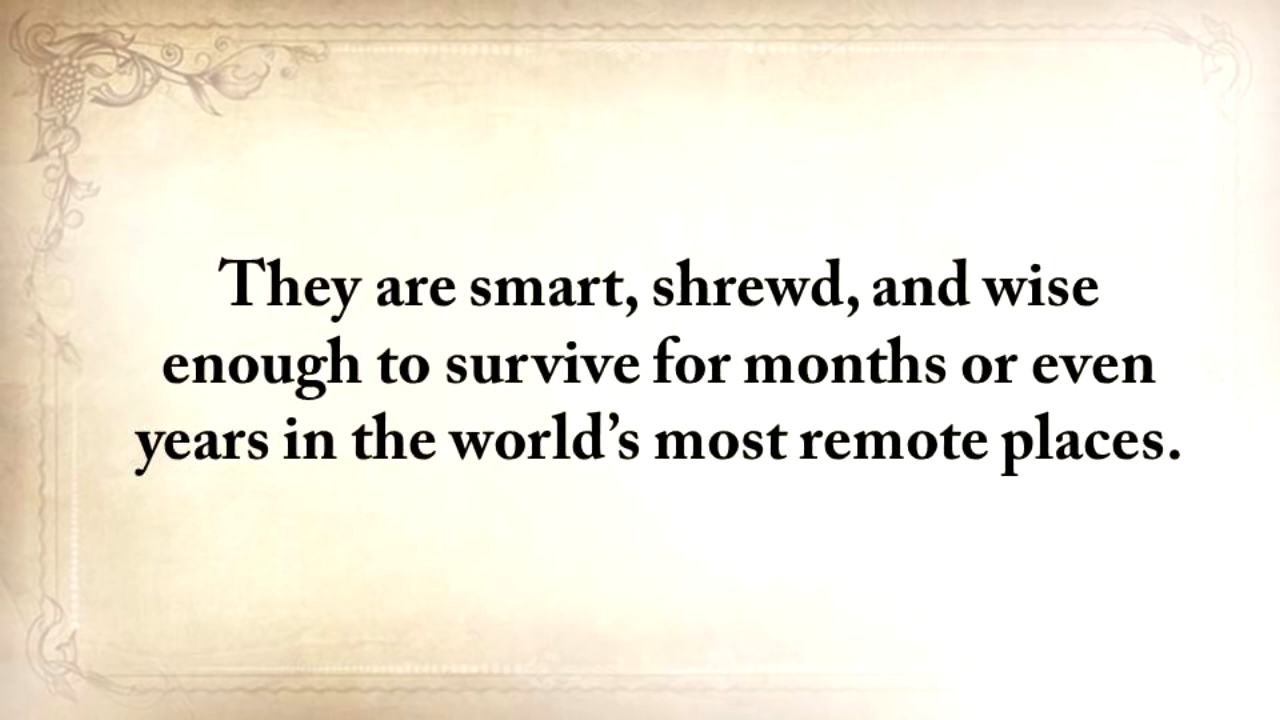 They are smart, shrewd, and wise
enough to survive for months or even
years in the world’s most remote places.